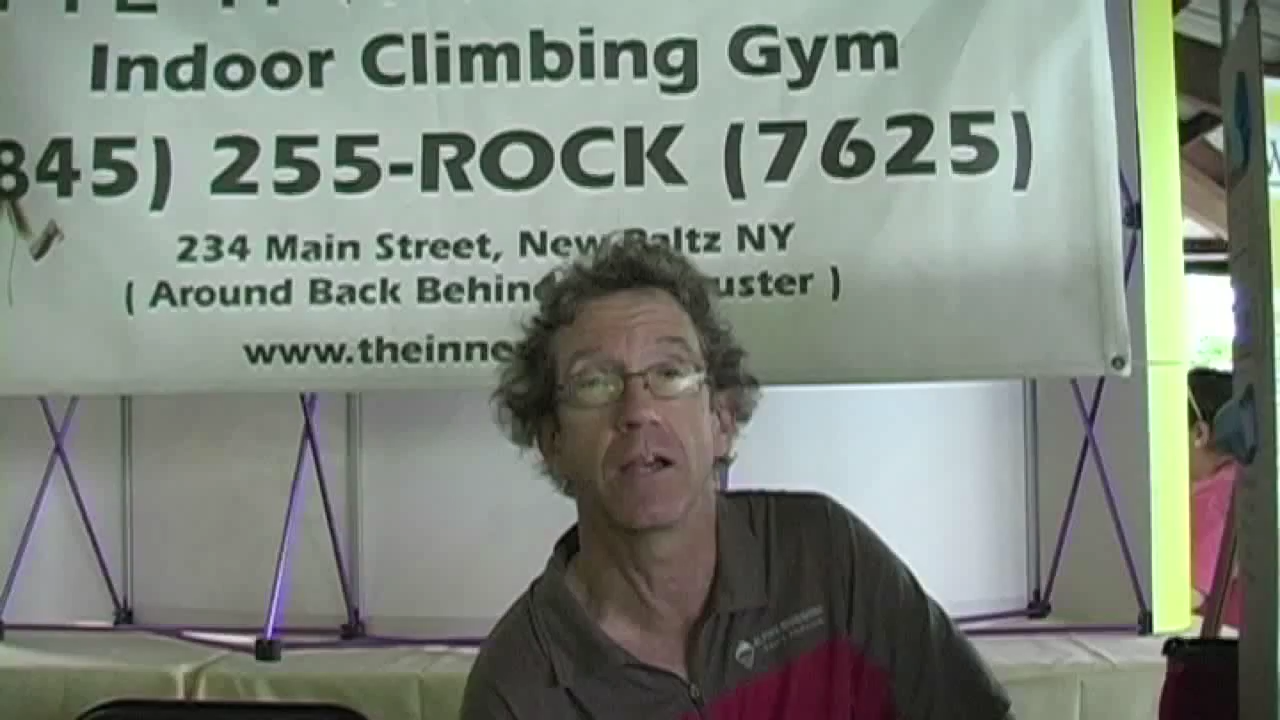 Indoor Climbing Gym
845) 255-ROCK (7625)
234 Main Street, New Paltz NY
( Around Back Behind uster )
www.theinne